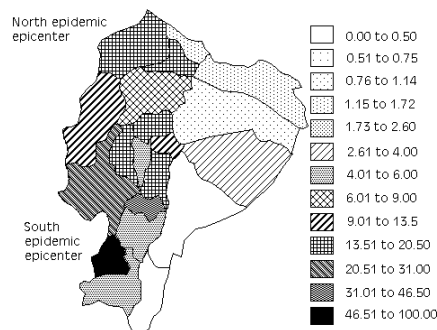 North epidemic
epicenter
South
epidemic
epicenter
0.00 to 0.50
0.51 to 0.75
0.76 to 1.14
1.15 to 1.72
1.73 to 2.60
2.61 to 4.00
4.01 to 6.00
6.01 to 9.00
9.01 to 13.5
13.51 to 20.50
20.51 to 31.00
31.01 to 46.50
46.51 to 100.00